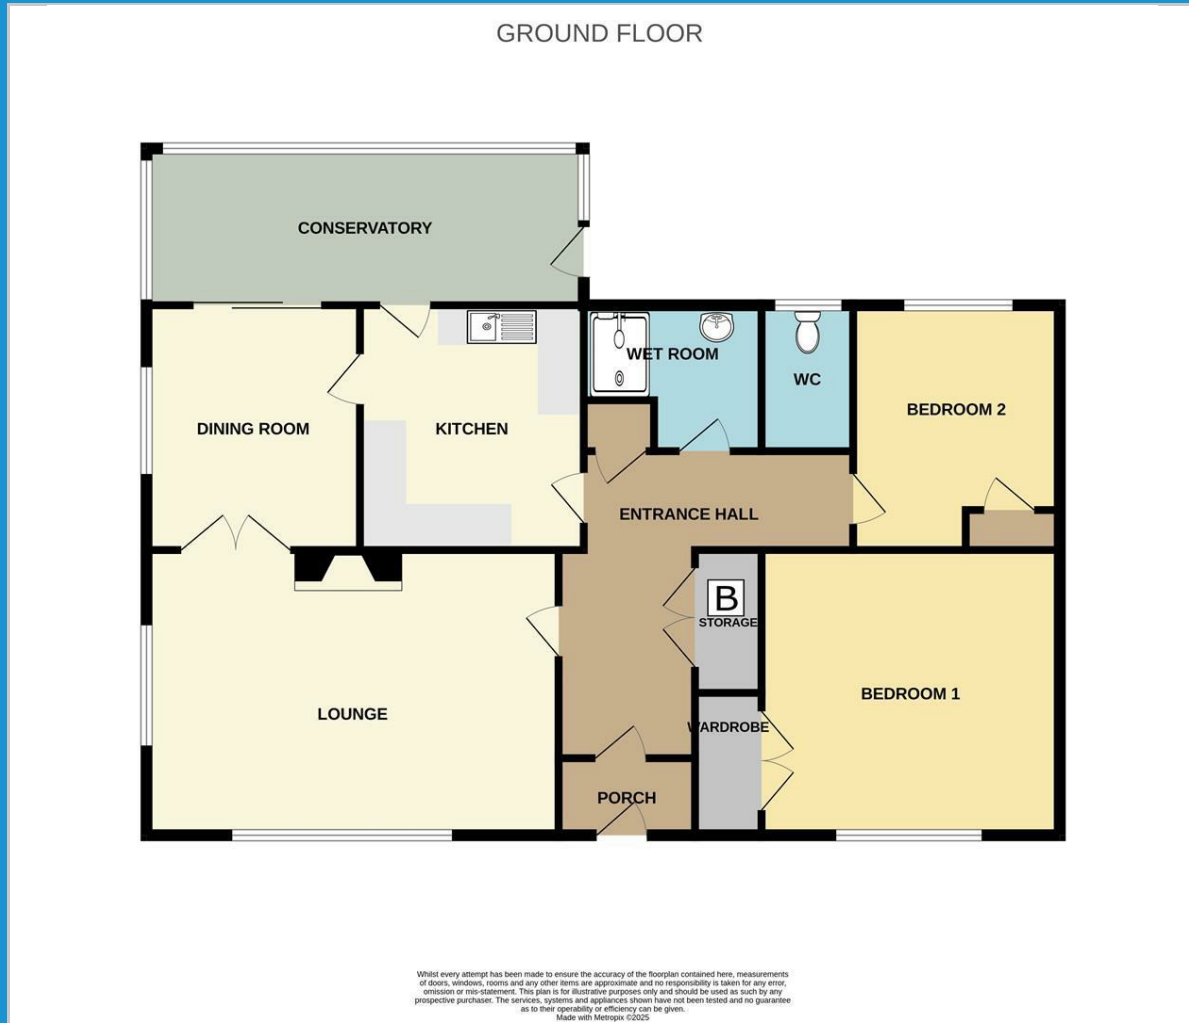 GROUND FLOOR
CONSERVATORY
WET ROOM
WC
BEDROOM 2
DINING ROOM
KITCHEN
ENTRANCE HALL
B
STORAGE
BEDROOM 1
LOUNGE
WARDROBE
PORCH
Whilst every attempt has been made to ensure the accuracy of the floorplan contained here, measurements
of doors, windows, rooms and any other items are approximate and no responsibility is taken for any error,
omission or mis-statement. This plan is for illustrative purposes only and should be used as such by any
prospective purchaser. The services, systems and appliances shown have not been tested and no guarantee
as to their operability or efficiency can be given.
Made with Metropix ©2025